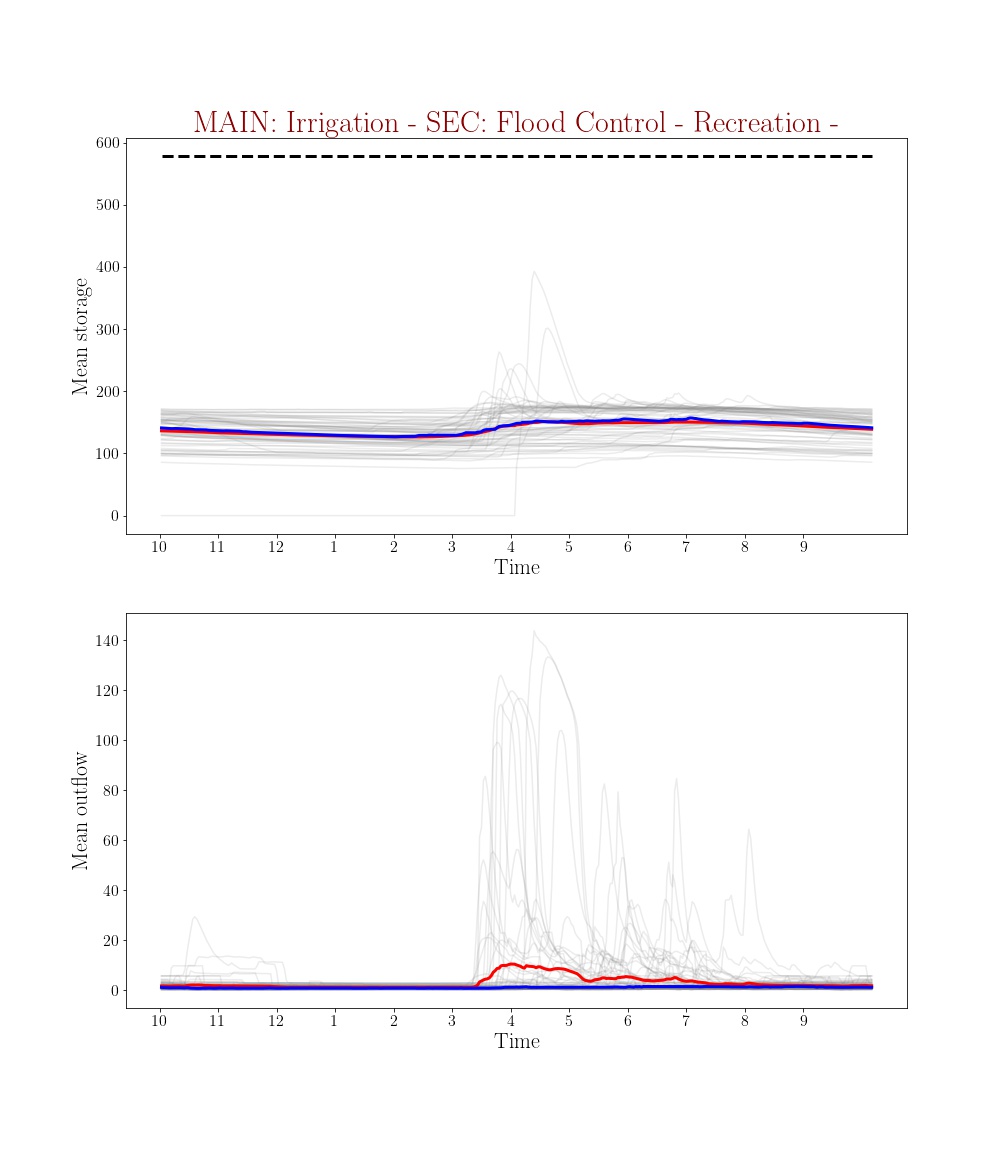 MAIN: Irrigation - SEC: Flood Control - Recreation -
600
500
400
300
200
100
0
Mean storage
10 11 12 1 2 3 4 5 6 7 8 9
Time
140
120
100
80
60
40
20
0
Mean outflow
10 11 12 1 2 3 4 5 6 7 8 9
Time